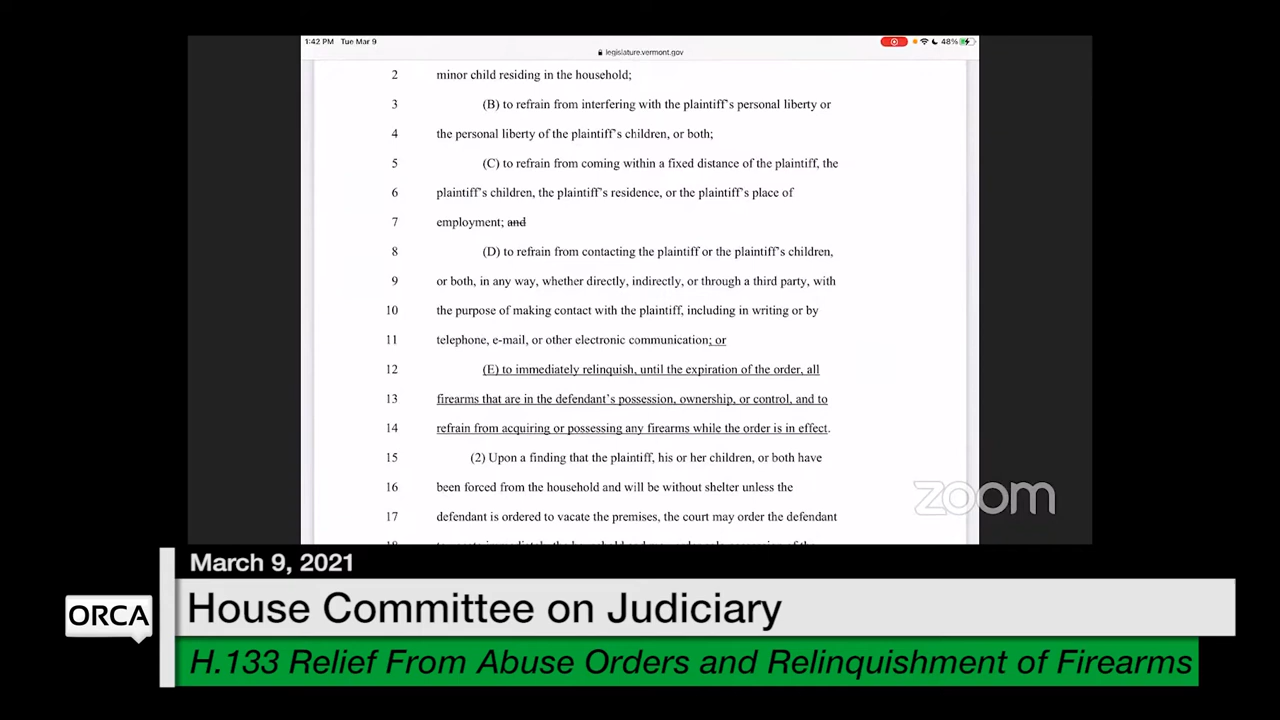 1:42 PM Tue Mar 9
48%
legislature.vermont.gov
2 minor child residing in the household;
3 (B) to refrain from interfering with the plaintiff's personal liberty or
4 the personal liberty of the plaintiff's children, or both;
5 (C) to refrain from coming within a fixed distance of the plaintiff, the
6 plaintiff's children, the plaintiff's residence, or the plaintiff's place of
7 employment; and
8 (D) to refrain from contacting the plaintiff or the plaintiff's children,
9 or both, in any way, whether directly, indirectly, or through a third party, with
10 the purpose of making contact with the plaintiff, including in writing or by
11 telephone, e-mail, or other electronic communication; or
12 (E) to immediately relinquish, until the expiration of the order, all
13 firearms that are in the defendant's possession, ownership, or control, and to
14 refrain from acquiring or possessing any firearms while the order is in effect.
15 (2) Upon a finding that the plaintiff, his or her children, or both have
16 been forced from the household and will be without shelter unless the
17 defendant is ordered to vacate the premises, the court may order the defendant
zoom
March 9, 2021
ORCA
House Committee on Judiciary
H.133 Relief From Abuse Orders and Relinquishment of Firearms